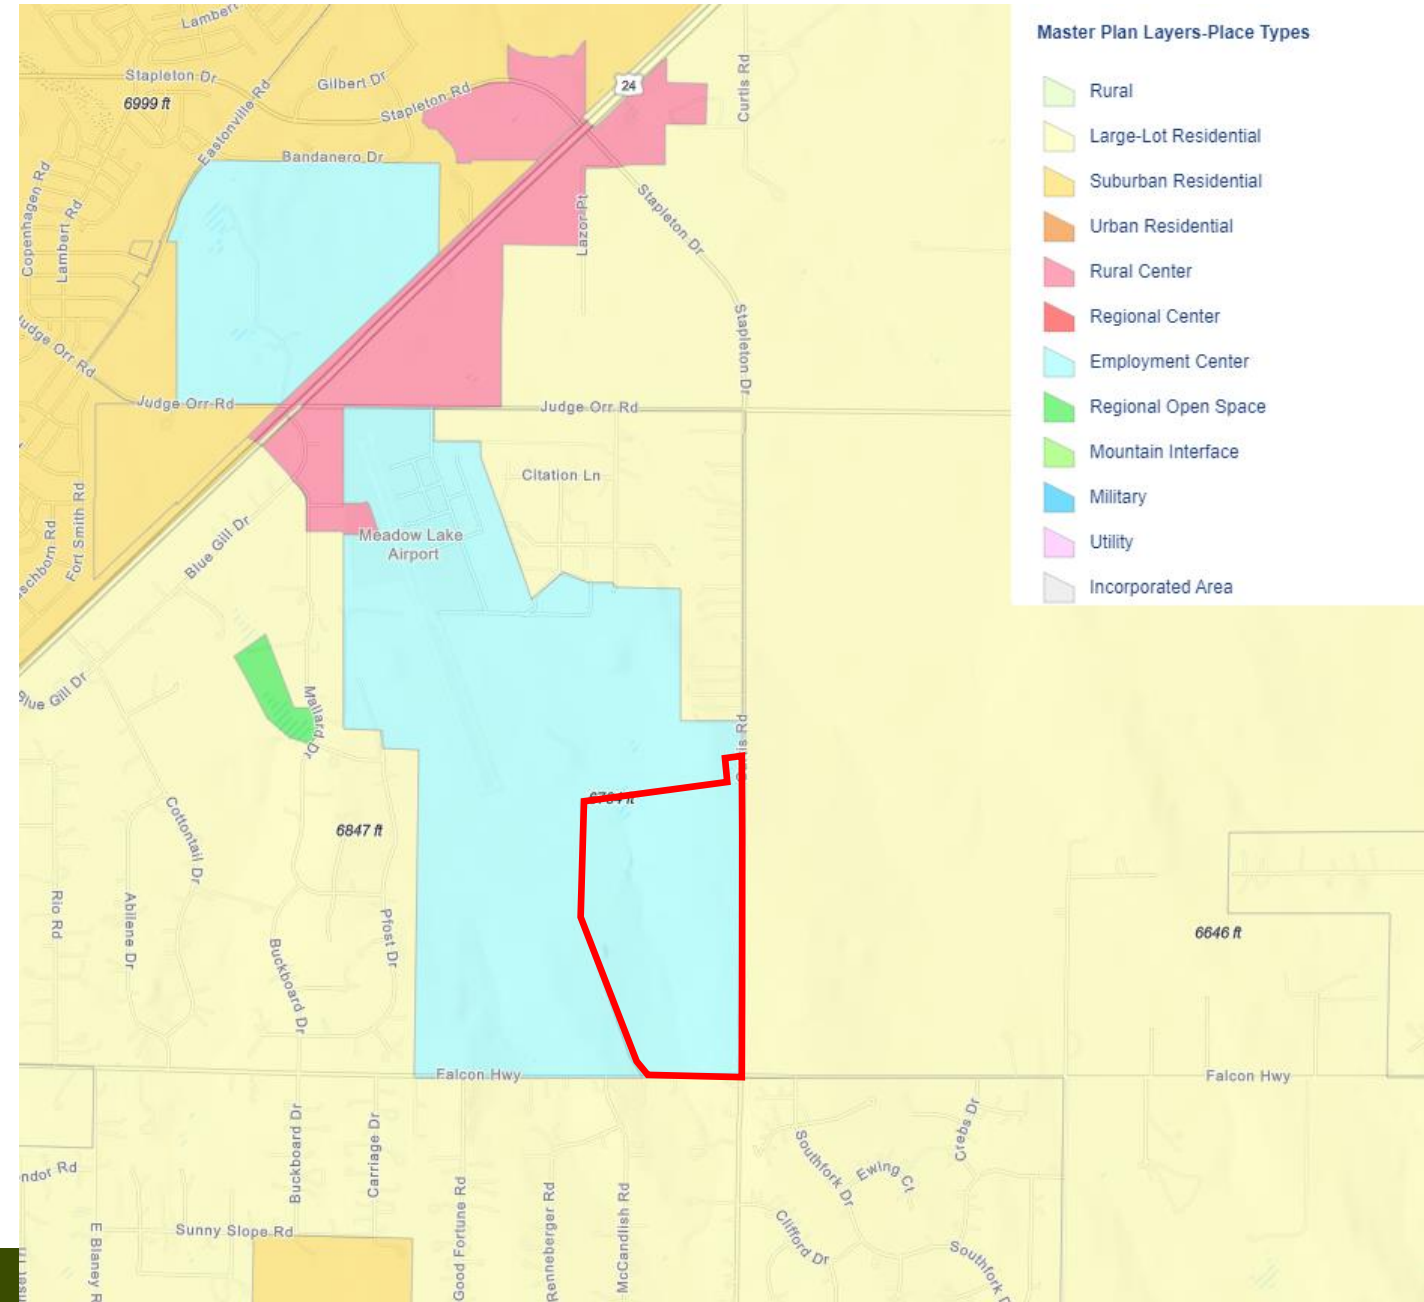 Lambert
Stapleton Dr
6999 ft
Gilbert Dr
Stapleton Rd
Eastonville Rd
24
Curtis Rd
Master Plan Layers-Place Types
Rural
Large-Lot Residential
Suburban Residential
Urban Residential
Rural Center
Regional Center
Employment Center
Regional Open Space
Mountain Interface
Military
Utility
Incorporated Area
Bandanero Dr
Copenhagen Rd
Lambert Rd
Lazor Pt
Stapleton Dr
Stapleton Dr
Judge Orr Rd
Judge Orr Rd
Judge Orr Rd
Citation Ln
Fort Smith Rd
Blue Gill Dr
Meadow Lake
Airport
Blue Gill Dr
Mallard Dr
6847 ft
Cottontail Dr
Rio Rd
Abilene Dr
Pfost Dr
Buckboard Dr
6646 ft
Falcon Hwy
Falcon Hwy
Buckboard Dr
Carriage Dr
Good Fortune Rd
Renneberger Rd
McCandlish Rd
Southfork Dr
Ewing Ct
Crebs Dr
Clifford Dr
Southfork
Sunny Slope Rd
E Blaney R
ndor Rd